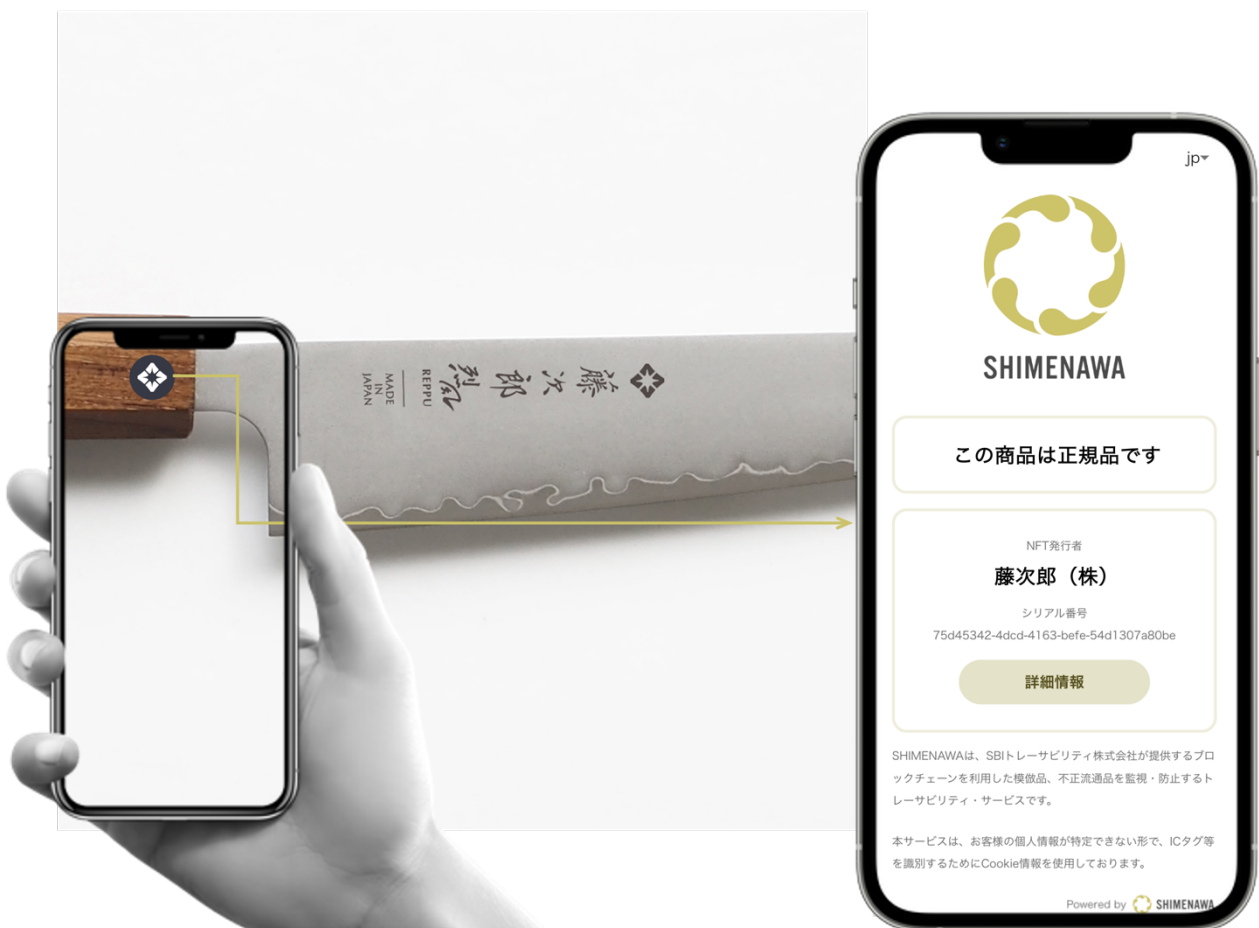 藤次郎
烈風
REPPU
MADE
IN
JAPAN
jp
SHIMENAWA
この商品は正規品です
NFT発行者
藤次郎（株）
シリアル番号
75d45342-4dcd-4163-befe-54d1307a80be
詳細情報
SHIMENAWAは、SBIトレーサビリティ株式会社が提供するブロ
ックチェーンを利用した模倣品、不正流通品を監視・防止するト
レーサビリティ・サービスです。
本サービスは、お客様の個人情報が特定できない形で、ICタグ等
を識別するためにCookie情報を使用しております。
Powered by SHIMENAWA